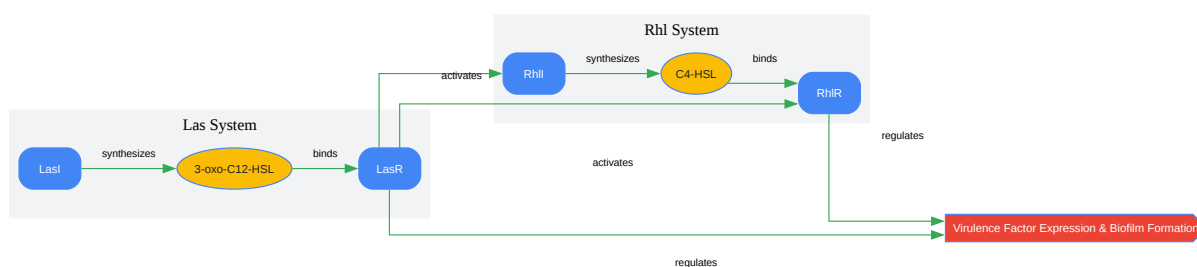 Rhl System
synthesizes
binds
RhlI
C4-HSL
activates
RhlR
Las System
regulates
synthesizes
binds
activates
LasI
3-oxo-C12-HSL
LasR
Virulence Factor Expression & Biofilm Formation
regulates